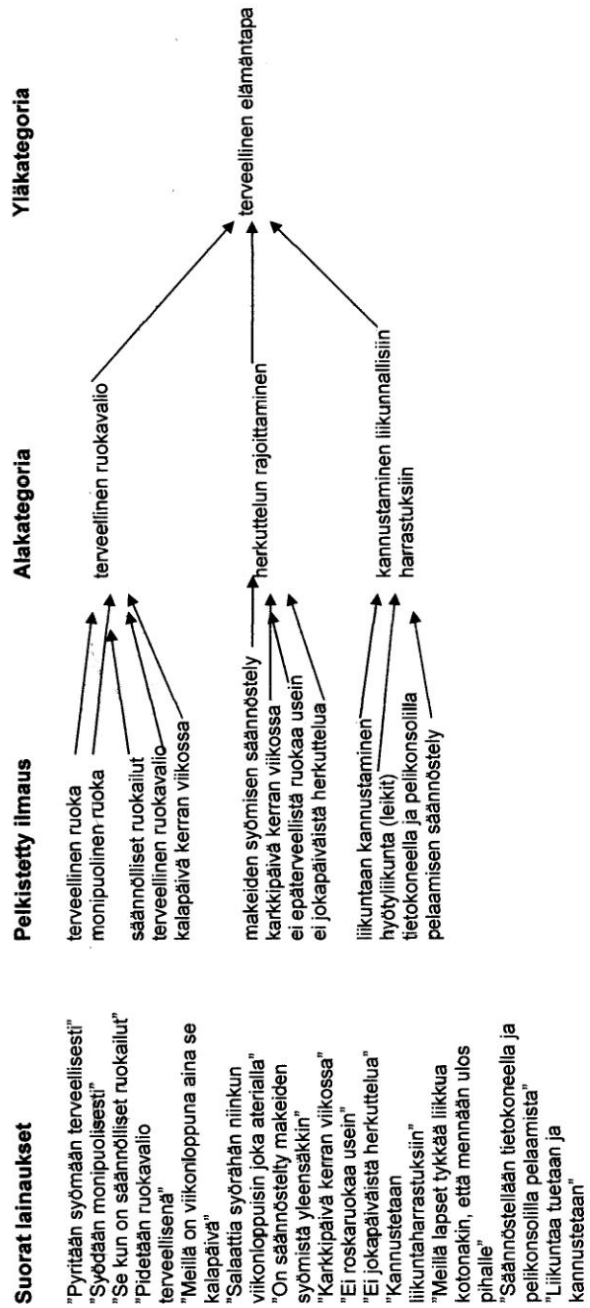 Suorat lainaukset
"Pyritään syömään terveellisesti"
"Syödään monipuolisesti"
"Se kun on säännölliset ruokailut"
"Pidetään ruokavalio
terveellisenä"
"Meillä on viikonloppuna aina se
kalapäivä"
"Salaattia syörähän niinkun
viikonloppuisin joka aterialla"
"On säännöstelty makeiden
syömistä yleensäkkin"
"Karkkipäivä kerran viikossa"
"Ei roskaruokaa usein"
"Ei jokapäiväistä herkuttelua"
"Kannustetaan
liikuntaharrastuksiin"
"Meillä lapset tykkää liikkua
kotonakin, että mennään ulos
pihalle"
"Säännöstellään tietokoneella ja
pelikonsolilla pelaamista"
"Liikuntaa tuetaan ja
kannustetaan"
Pelkistetty ilmaus
terveellinen ruoka
monipuolinen ruoka
säännölliset ruokailut
terveellinen ruokavalio
kalapäivä kerran viikossa
makeiden syömisen säännöstely
karkkipäivä kerran viikossa
ei epäterveellistä ruokaa usein
ei jokapäiväistä herkuttelua
liikuntaan kannustaminen
hyötyliikunta (leikit)
tietokoneella ja pelikonsolilla
pelaamisen säännöstely
Alakategoria
terveellinen ruokavalio
herkuttelun rajoittaminen
kannustaminen liikunnallisiin
harrastuksiin
Yläkategoria
terveellinen elämäntapa